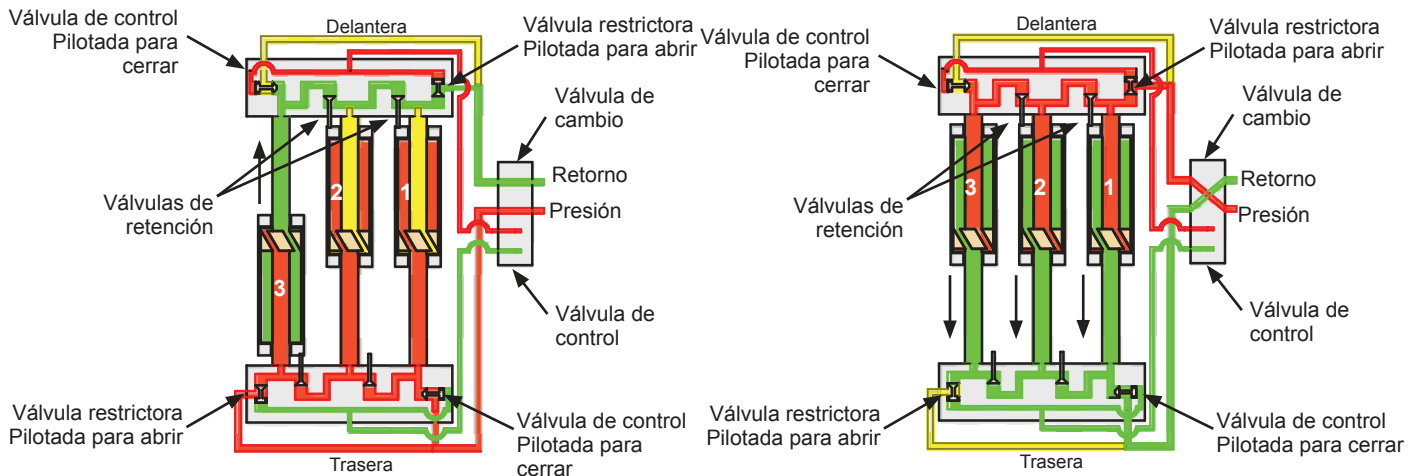 Válvula de control
Pilotada para
cerrar
Delantera
Válvula restrictora
Pilotada para abrir
Válvula de
cambio
Retorno
Presión
Válvulas de
retención
2
1
3
Válvula de
control
Válvula restrictora
Pilotada para abrir
Válvula de control
Pilotada para
cerrar
Trasera
Válvula de control
Pilotada para
cerrar
Delantera
Válvula restrictora
Pilotada para abrir
Válvula de
cambio
Retorno
Presión
Válvulas de
retención
3
2
1
Válvula de
control
Válvula restrictora
Pilotada para abrir
Válvula de control
Pilotada para cerrar
Trasera